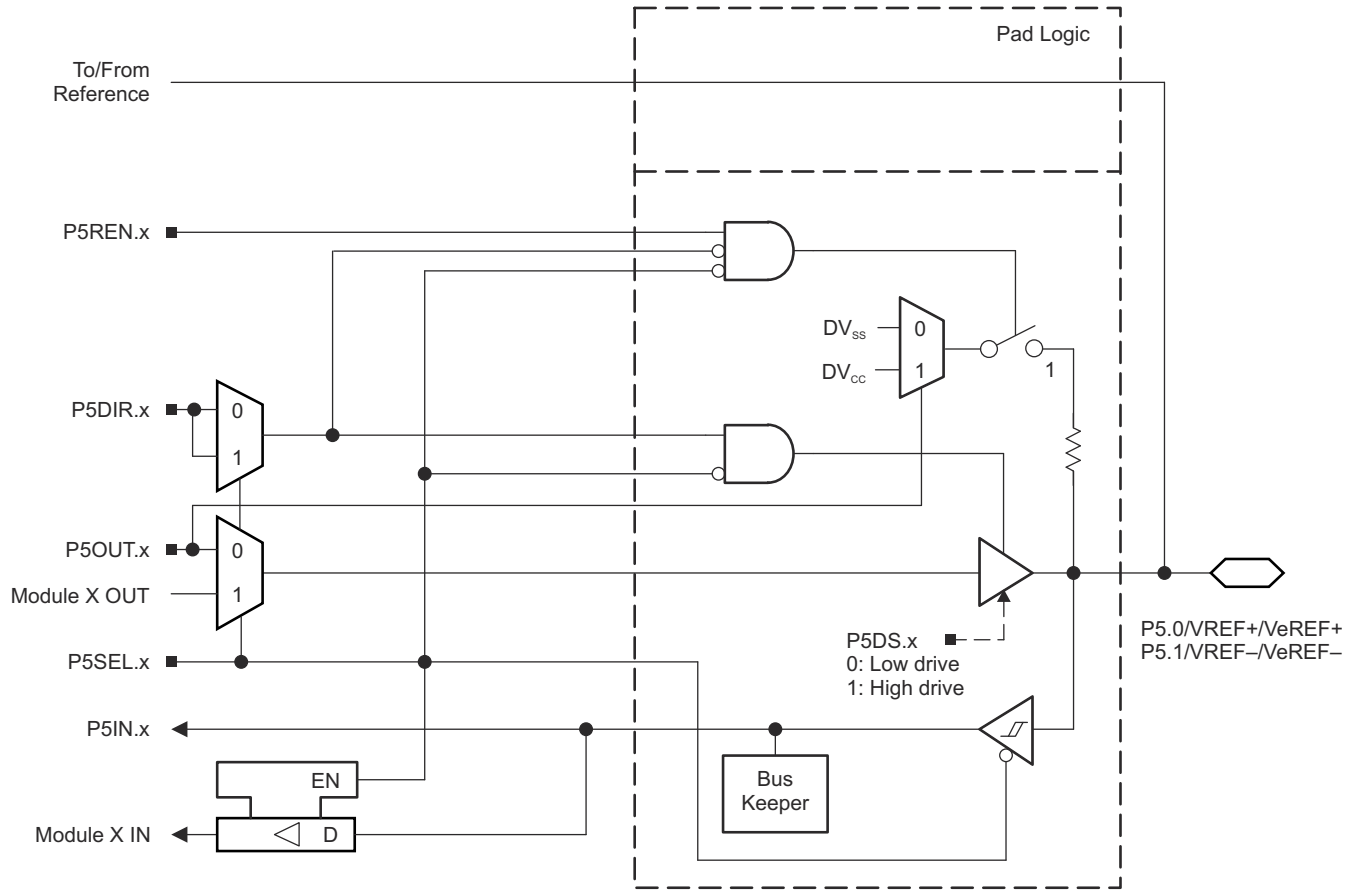 Pad Logic
To/From
Reference
P5REN.x
DVSS
0
DVCC
1
1
P5DIR.x
0
1
P5OUT.x
0
Module X OUT
1
P5DS.x
0: Low drive
1: High drive
P5.0/VREF+/VeREF+
P5.1/VREF–/VeREF–
P5SEL.x
P5IN.x
Bus
Keeper
EN
D
Module X IN